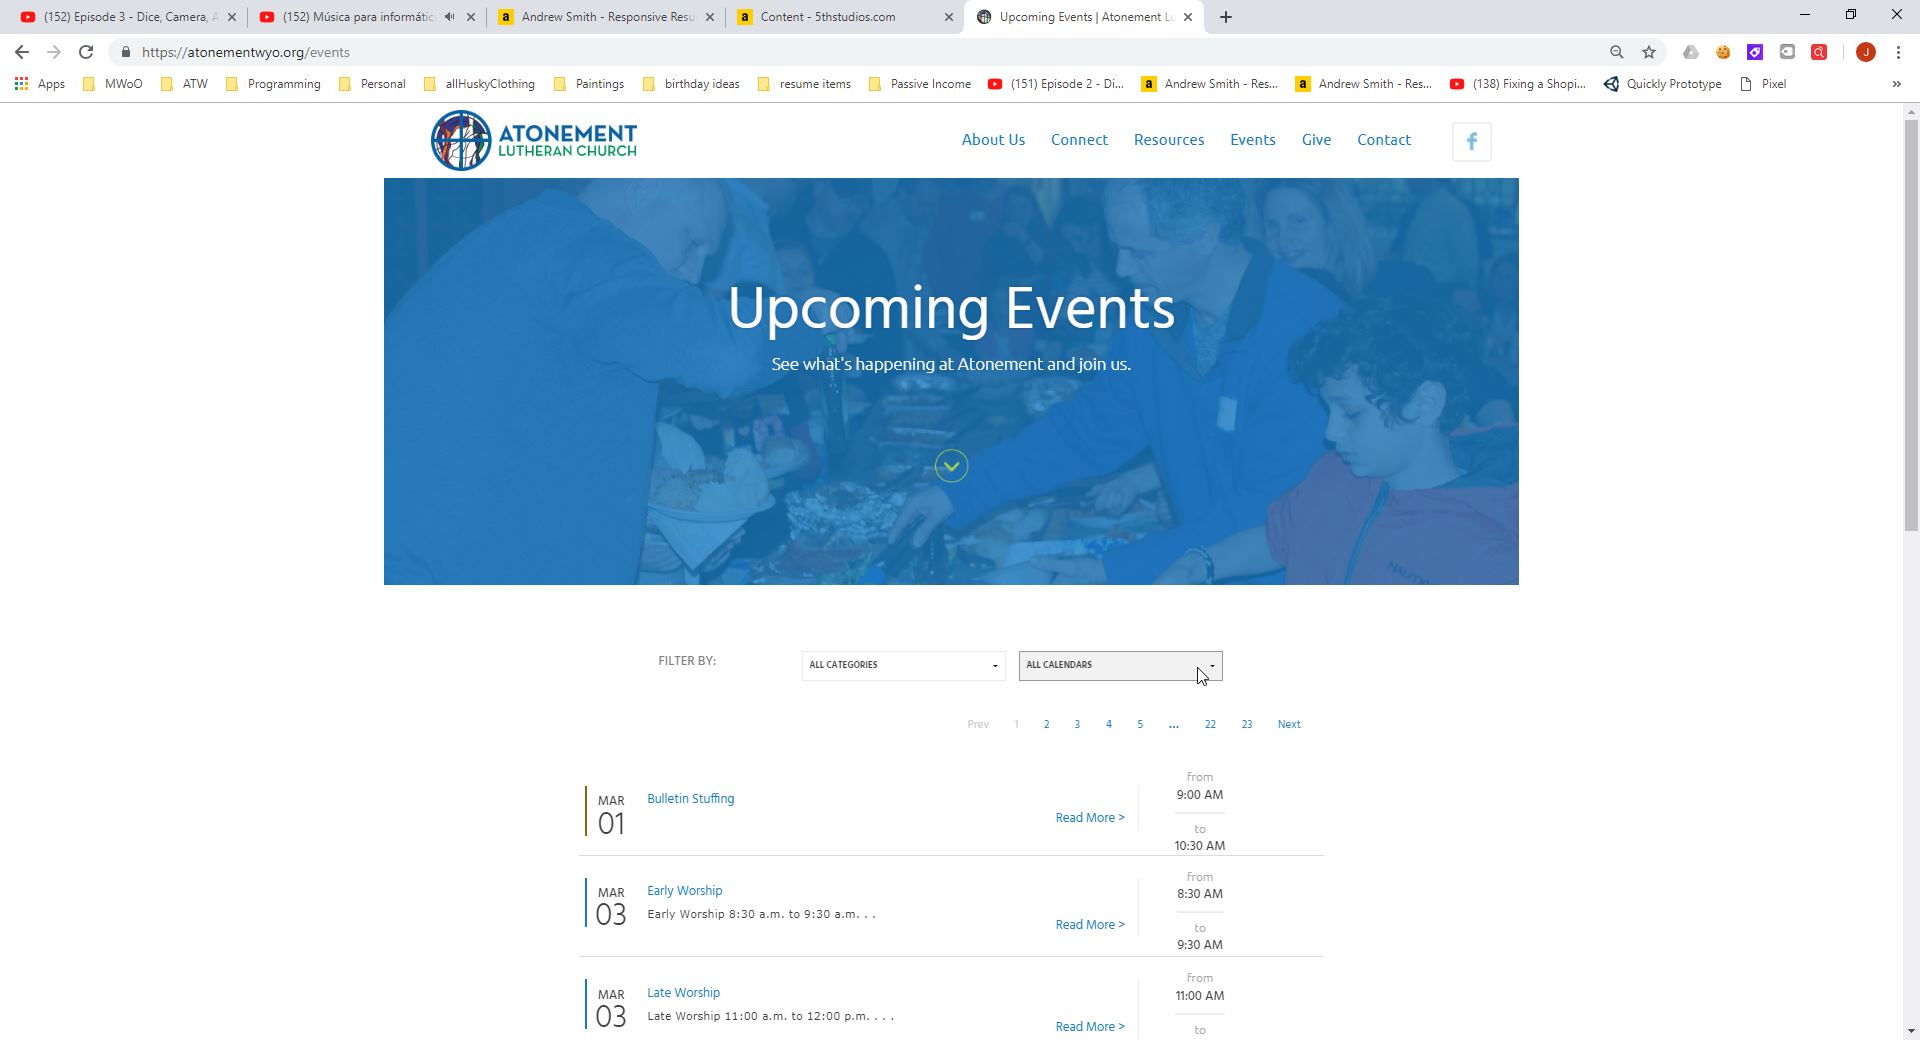 (152) Episode 3 - Dice, Camera, A
(152) Música para informátic
Andrew Smith - Responsive Resu
Content - 5thstudios.com
Upcoming Events | Atonement Lu
https://atonementwyo.org/events
Apps
MWoO
ATW
Programming
Personal
allHuskyClothing
Paintings
birthday ideas
resume items
Passive Income
(151) Episode 2 - Di...
Andrew Smith - Res...
Andrew Smith - Res...
(138) Fixing a Shopi...
Quickly Prototype
Pixel
»
J
ATONEMENT
LUTHERAN CHURCH
About Us
Connect
Resources
Events
Give
Contact
Upcoming Events
See what's happening at Atonement and join us.
NAUTIC
FILTER BY:
ALL CATEGORIES
ALL CALENDARS
Prev 1 2 3 4 5 ... 22 23 Next
MAR
01
Bulletin Stuffing
Read More >
from
9:00 AM
to
10:30 AM
MAR
03
Early Worship
Early Worship 8:30 a.m. to 9:30 a.m. . .
Read More >
from
8:30 AM
to
9:30 AM
MAR
03
Late Worship
Late Worship 11:00 a.m. to 12:00 p.m. . . .
Read More >
from
11:00 AM
to